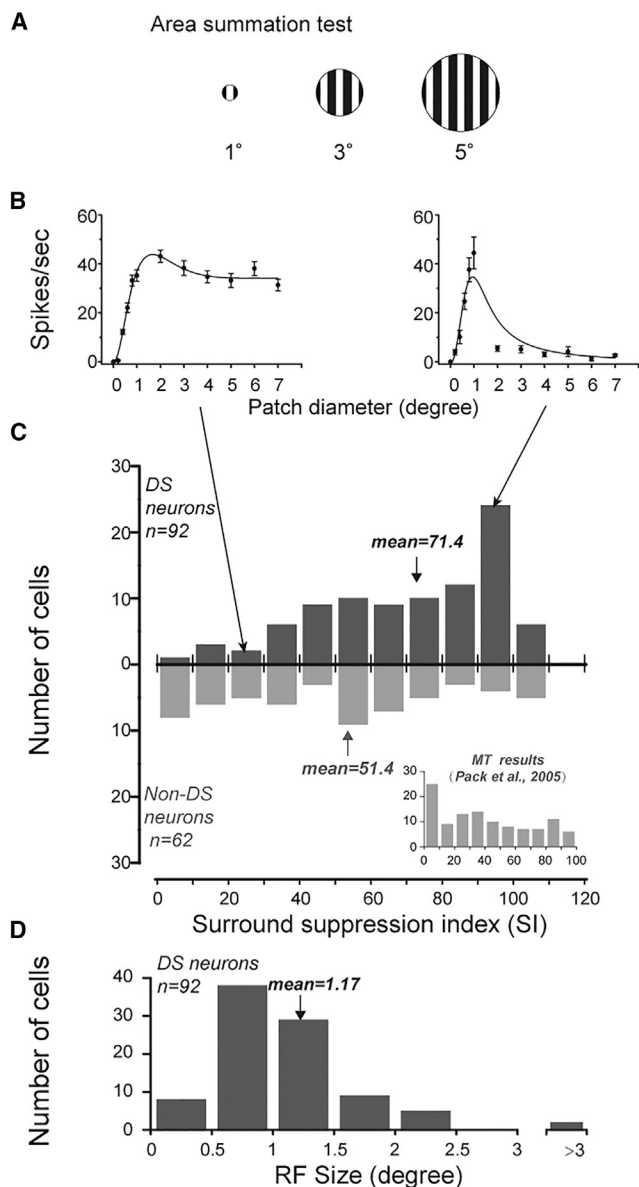 A
Area summation test
1° 3° 5°
B
Spikes/sec
60
40
20
0
0 1 2 3 4 5 6 7
60
40
20
0
0 1 2 3 4 5 6 7
Patch diameter (degree)
C
Number of cells
30
20
10
0
10
20
30
DS
neurons
n=92
mean=71.4
mean=51.4
Non-DS
neurons
n=62
MT results
(Pack et al., 2005)
30
20
10
0
0 20 40 60 80 100
0 20 40 60 80 100 120
Surround suppression index (SI)
D
Number of cells
40
30
20
10
0
DS neurons
n=92
mean=1.17
0 0.5 1 1.5 2 2.5 3 >3
RF Size (degree)